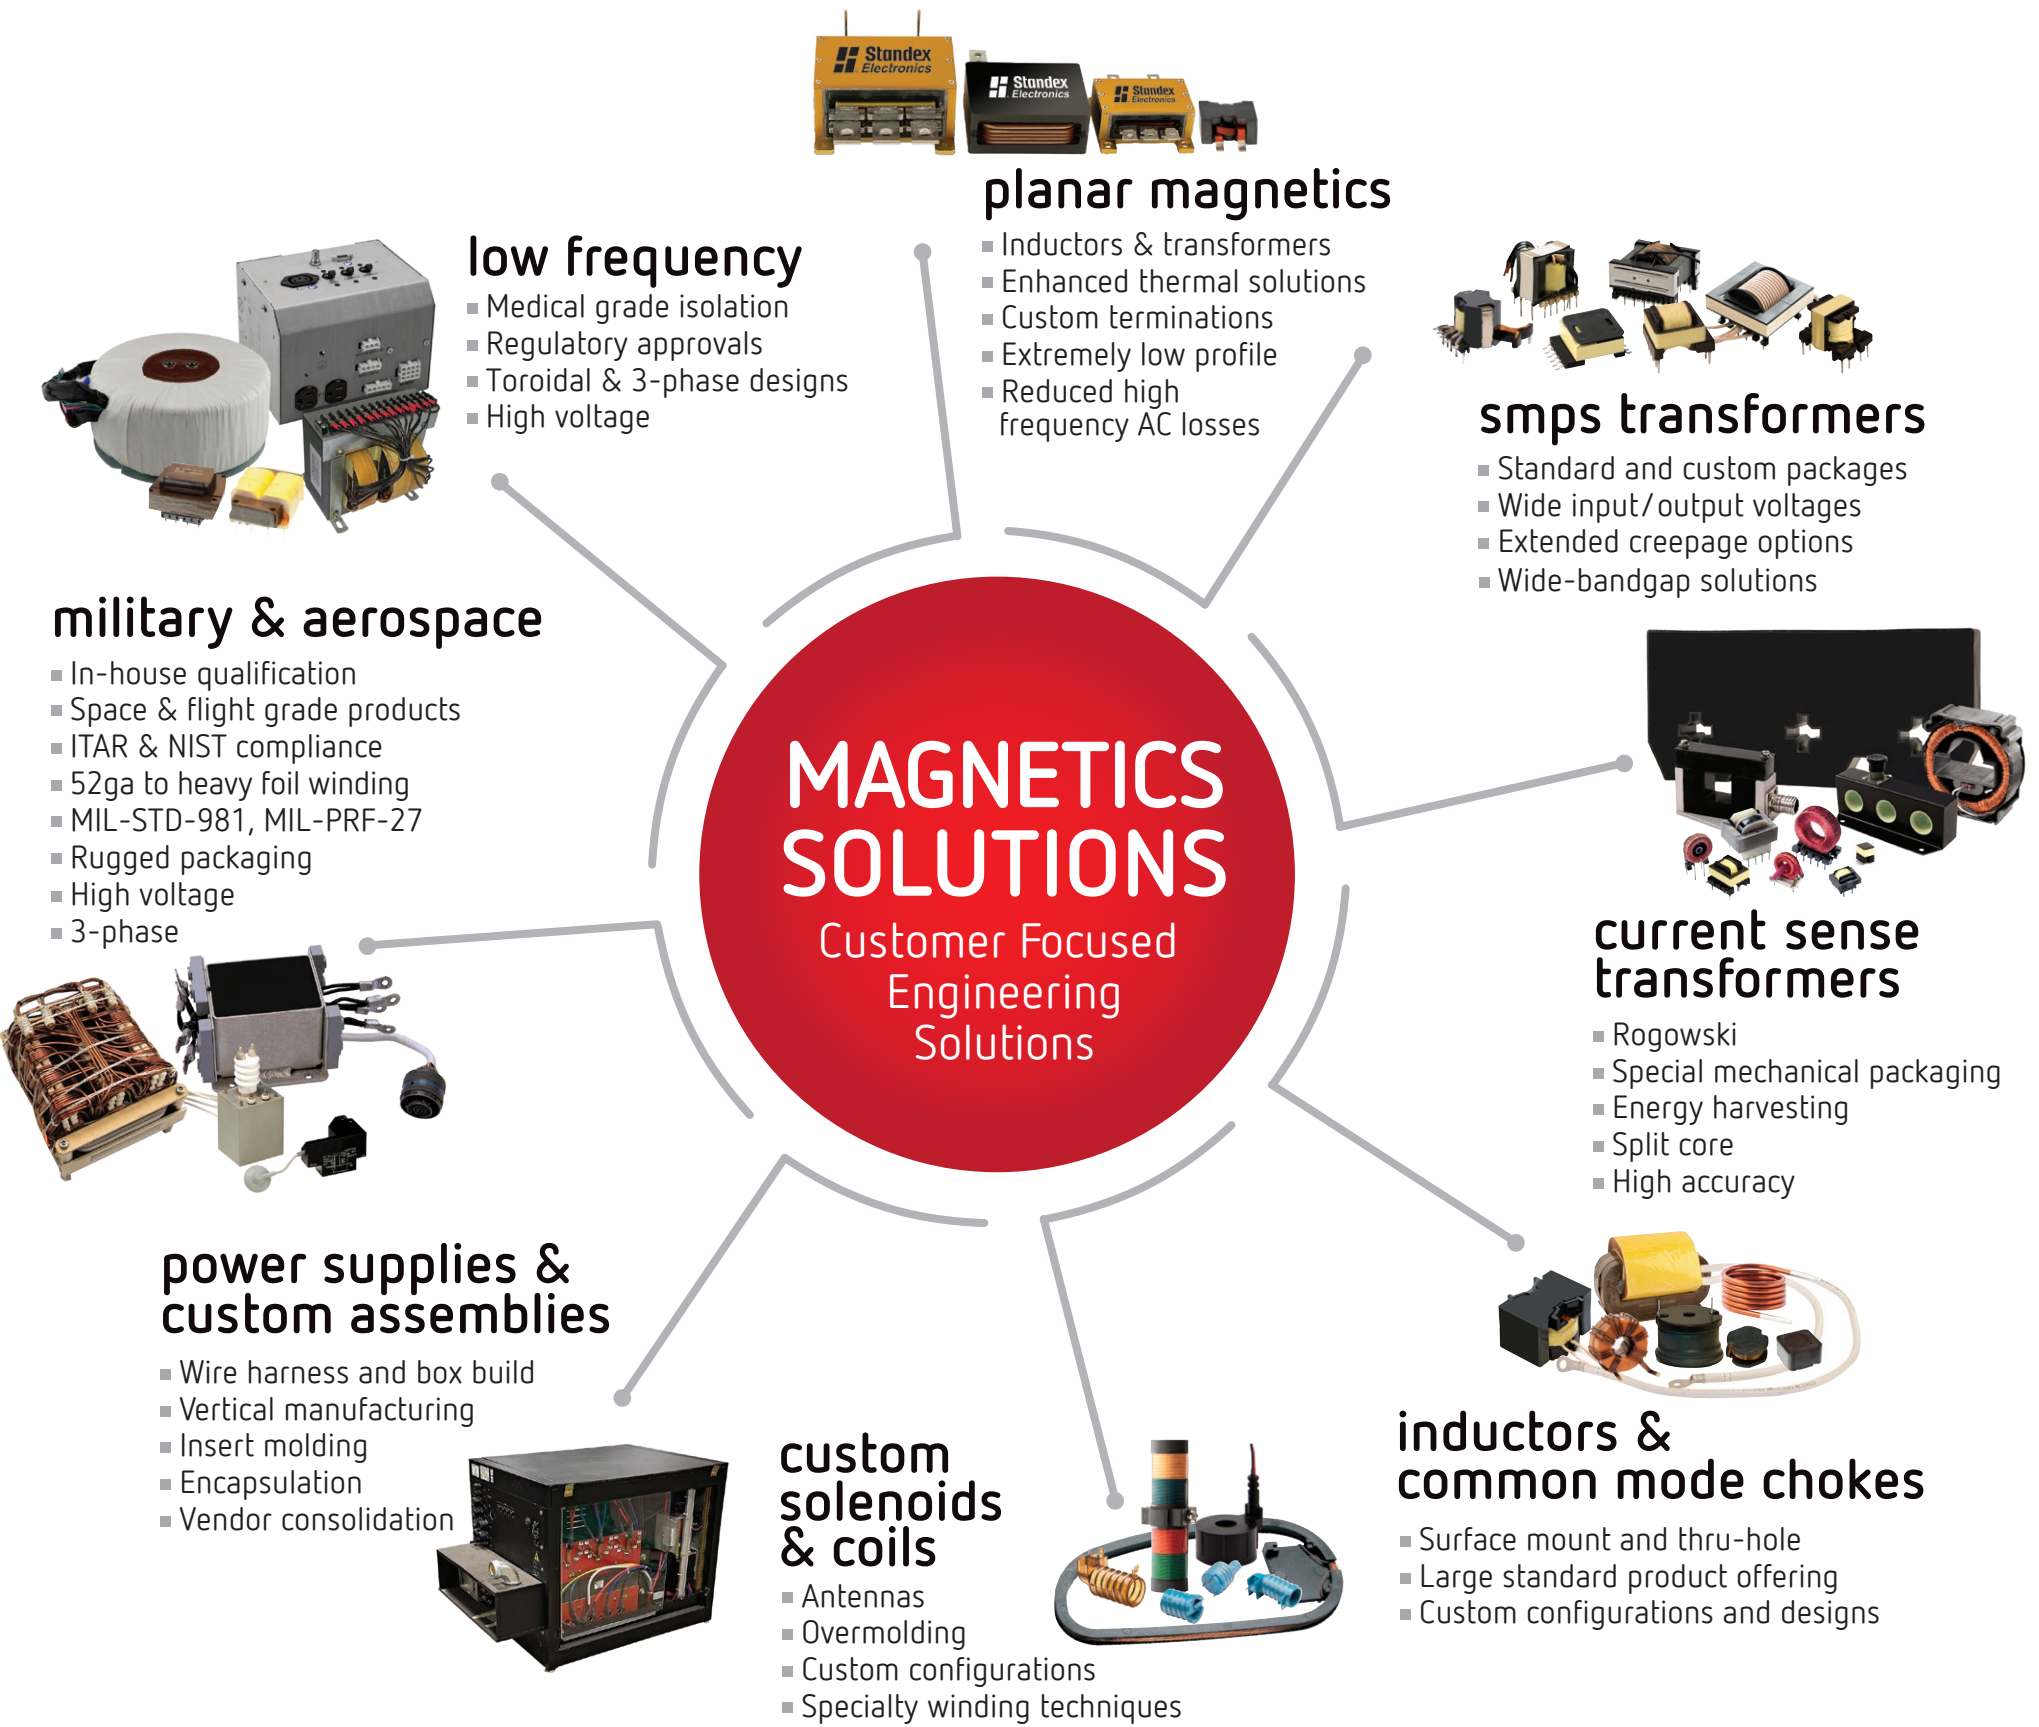 Standex
Electronics
Standex
Electronics
Standex
Electronics
planar magnetics
Inductors & transformers
Enhanced thermal solutions
Custom terminations
Extremely low profile
Reduced high
frequency AC losses
low frequency
Medical grade isolation
Regulatory approvals
Toroidal & 3-phase designs
High voltage
smps transformers
Standard and custom packages
Wide input/output voltages
Extended creepage options
Wide-bandgap solutions
military & aerospace
In-house qualification
Space & flight grade products
ITAR & NIST compliance
52ga to heavy foil winding
MIL-STD-981, MIL-PRF-27
Rugged packaging
High voltage
3-phase
MAGNETICS
SOLUTIONS
Customer Focused
Engineering
Solutions
current sense
transformers
Rogowski
Special mechanical packaging
Energy harvesting
Split core
High accuracy
power supplies &
custom assemblies
Wire harness and box build
Vertical manufacturing
Insert molding
Encapsulation
Vendor consolidation
custom
solenoids
& coils
Antennas
Overmolding
Custom configurations
Specialty winding techniques
inductors &
common mode chokes
Surface mount and thru-hole
Large standard product offering
Custom configurations and designs